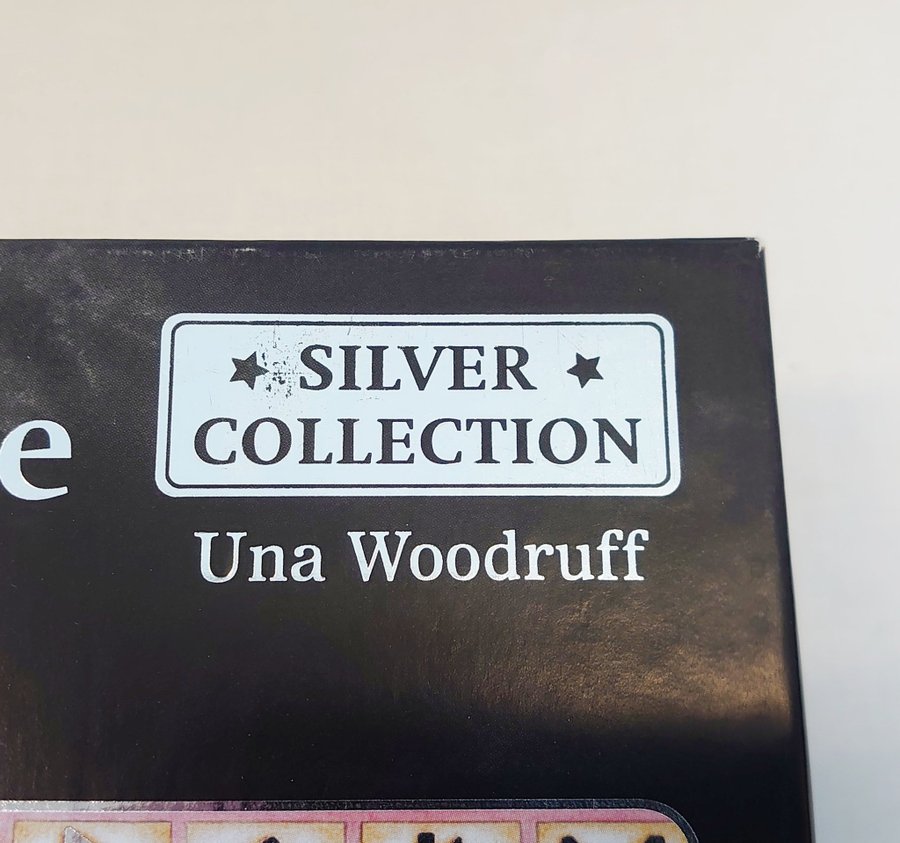 SILVER
COLLECTION
e
Una Woodruff